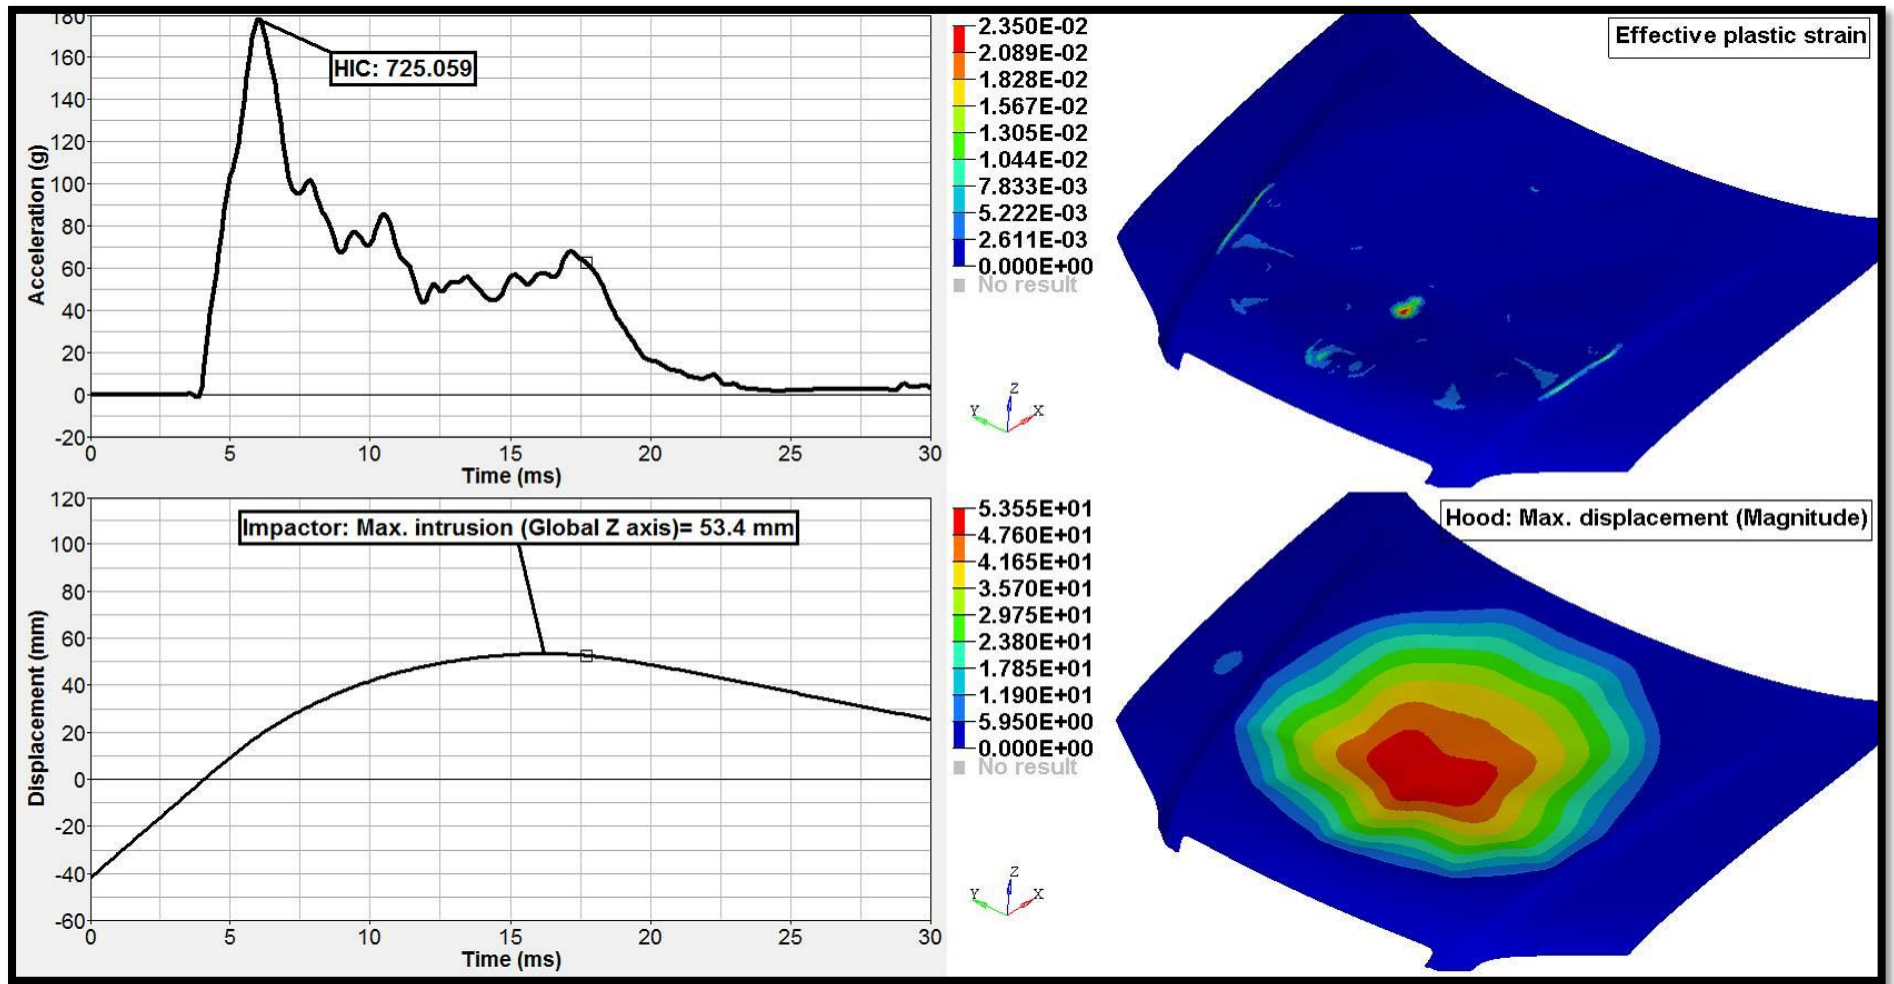 180
160
140
120
100
80
60
40
20
0
-20
Acceleration (g)
HIC: 725.059
0 5 10 15 20 25 30
Time (ms)
2.350E-02
2.089E-02
1.828E-02
1.567E-02
1.305E-02
1.044E-02
7.833E-03
5.222E-03
2.611E-03
0.000E+00
No result
Effective plastic strain
Z
Y
X
120
100
80
60
40
20
0
-20
-40
-60
Displacement (mm)
Impactor: Max. intrusion (Global Z axis)= 53.4 mm
0 5 10 15 20 25 30
Time (ms)
5.355E+01
4.760E+01
4.165E+01
3.570E+01
2.975E+01
2.380E+01
1.785E+01
1.190E+01
5.950E+00
0.000E+00
No result
Hood: Max. displacement (Magnitude)
Z
Y
X